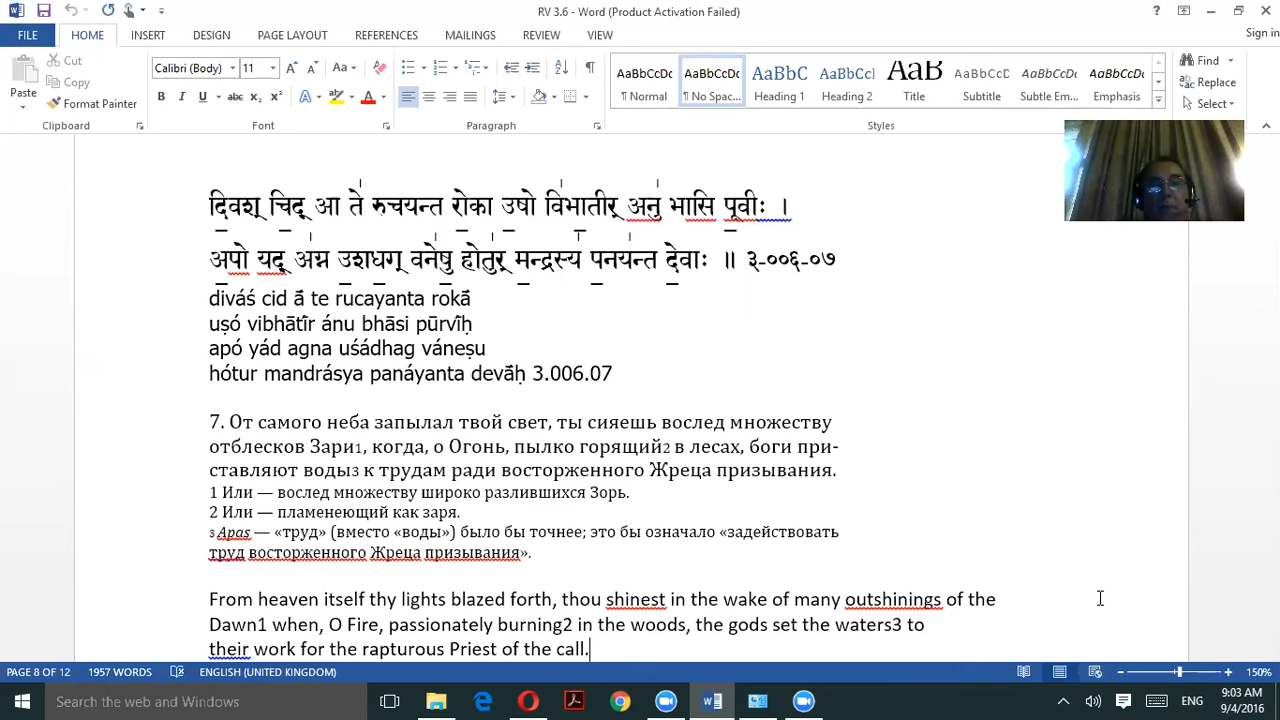 RV 3.6 - Word (Product Activation Failed)
Sign in
FILE HOME INSERT DESIGN PAGE LAYOUT REFERENCES MAILINGS REVIEW VIEW
Cut
Copy
Format Painter
Paste
Calibri (Body) 11
AaBbCcDc AaBbCcDc AaBbC AaBbCcD AaB AaBbCcD AaBbCcDc AaBbCcDc
¶ Normal ¶ No Spac... Heading 1 Heading 2 Title Subtitle Subtle Em... Emphasis
Find
Replace
Select
Clipboard Font Paragraph Styles
दि॒वश् चि॒द् आ ते॑ रुचयन्त रो॒का उ॒षो वि॑भा॒तीर् अनु॑ भासि पू॒र्वीः ।
अ॒पो यद् अ॑ग्न उ॒शध॒ग् वने॑षु॒ होतु॑र् म॒न्द्रस्य॑ प॒नय॑न्त दे॒वाः ॥ ३-००६-०७
diváś cid ā́ te rucayanta rokā́
uṣó vibhātī́r ánu bhāsi pūrvī́ḥ
apó yád agna uśádhag váneṣu
hótur mandrásya panáyanta devā́ḥ 3.006.07
7. От самого неба запылал твой свет, ты сияешь вослед множеству
отблесков Зари1, когда, о Огонь, пылко горящий2 в лесах, боги при-
ставляют воды3 к трудам ради восторженного Жреца призывания.
1 Или — вослед множеству широко разлившихся Зорь.
2 Или — пламенеющий как заря.
3 Apas — «труд» (вместо «воды») было бы точнее; это бы означало «задействовать
труд восторженного Жреца призывания».
From heaven itself thy lights blazed forth, thou shinest in the wake of many outshinings of the
Dawn1 when, O Fire, passionately burning2 in the woods, the gods set the waters3 to
their work for the rapturous Priest of the call.
PAGE 8 OF 12 1957 WORDS ENGLISH (UNITED KINGDOM) 150%
Search the web and Windows
ENG
9:03 AM
9/4/2016